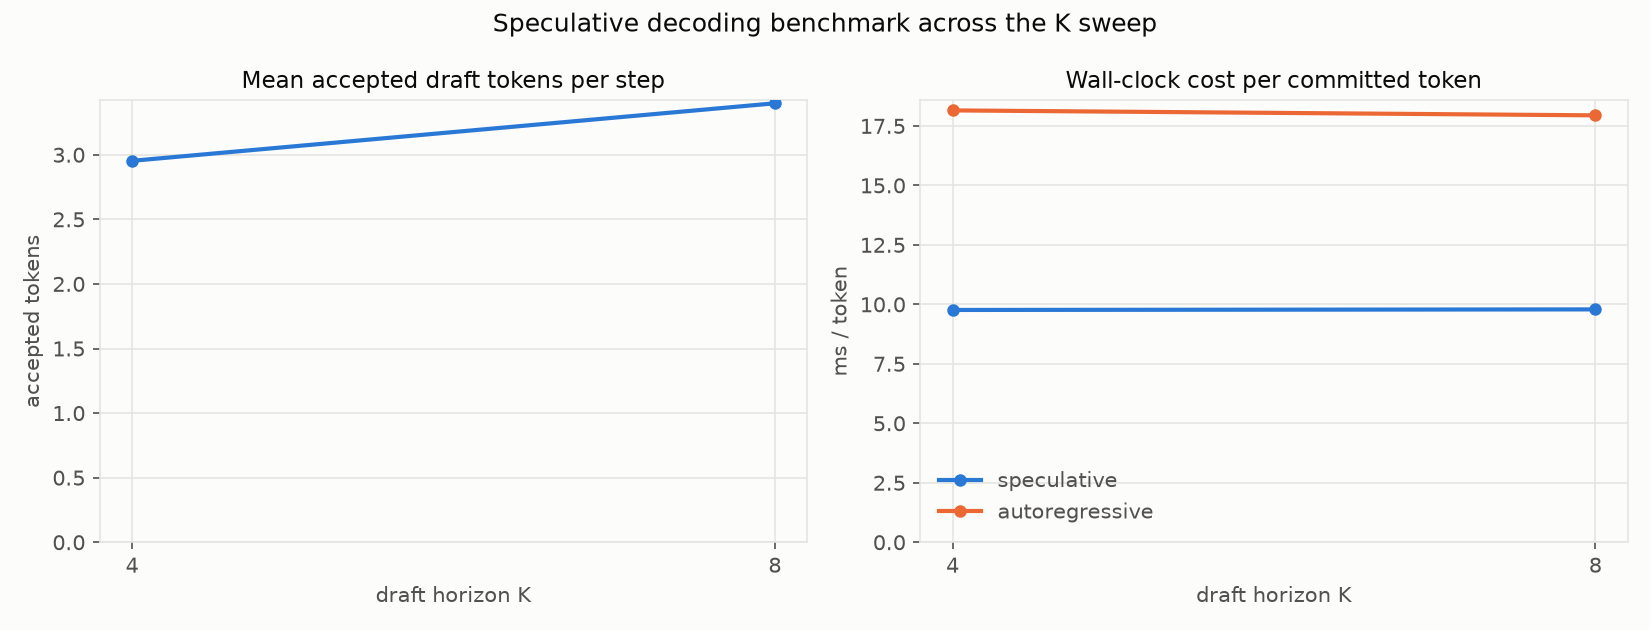 Speculative decoding benchmark across the K sweep
Mean accepted draft tokens per step
accepted tokens
3.0
2.5
2.0
1.5
1.0
0.5
0.0
4
8
draft horizon K
Wall-clock cost per committed token
ms / token
17.5
15.0
12.5
10.0
7.5
5.0
2.5
0.0
speculative
autoregressive
4
8
draft horizon K